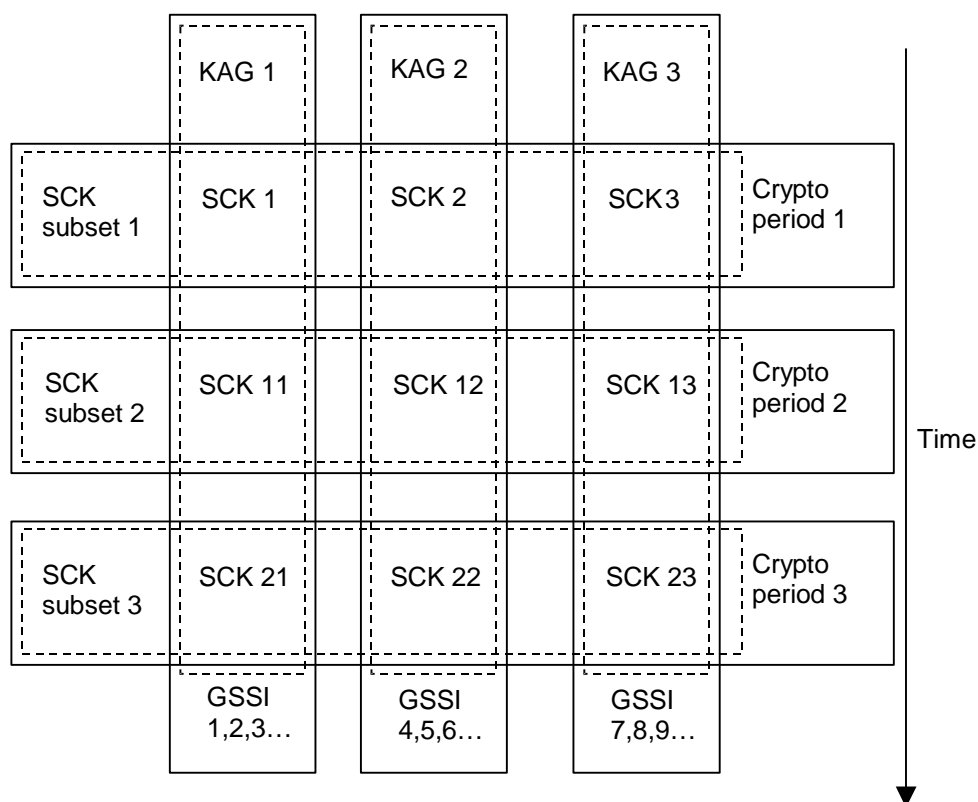 KAG 1
KAG 2
KAG 3
SCK
subset 1
SCK 1
SCK 2
SCK3
Crypto
period 1
SCK
subset 2
SCK 11
SCK 12
SCK 13
Crypto
period 2
Time
SCK
subset 3
SCK 21
SCK 22
SCK 23
Crypto
period 3
GSSI
1,2,3…
GSSI
4,5,6…
GSSI
7,8,9…